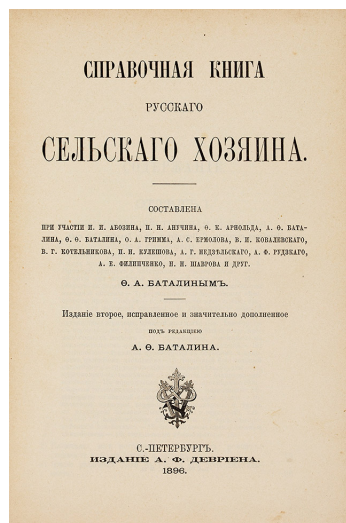 СПРАВОЧНАЯ КНИГА
РУССКАГО
СЕЛЬСКАГО ХОЗЯИНА.
СОСТАВЛЕНА
ПРИ УЧАСТІИ И. И. АБОЗИНА, П. Н. АНУЧИНА, Ѳ. К. АРНОЛЬДА, А. Ѳ. БАТА-
ЛИНА, Ѳ. Ѳ. БАТАЛИНА, О. А. ГРИММА, А. С. ЕРМОЛОВА, В. И. КОВАЛЕВСКАГО,
В. Г. КОТЕЛЬНИКОВА, П. Н. КУЛЕШОВА, А. Г. НЕДЗѢЛЬСКАГО, А. Ф. РУДЗКАГО,
А. Е. ФИЛИПЧЕНКО, Н. Н. ШАВРОВА И ДРУГ.
Ѳ. А. БАТАЛИНЫМЪ.
Изданіе второе, исправленное и значительно дополненное
ПОДЪ РЕДАКЦІЕЮ
А. Ѳ. БАТАЛИНА.
С.-ПЕТЕРБУРГЪ.
ИЗДАНІЕ А. Ф. ДЕВРІЕНА.
1896.